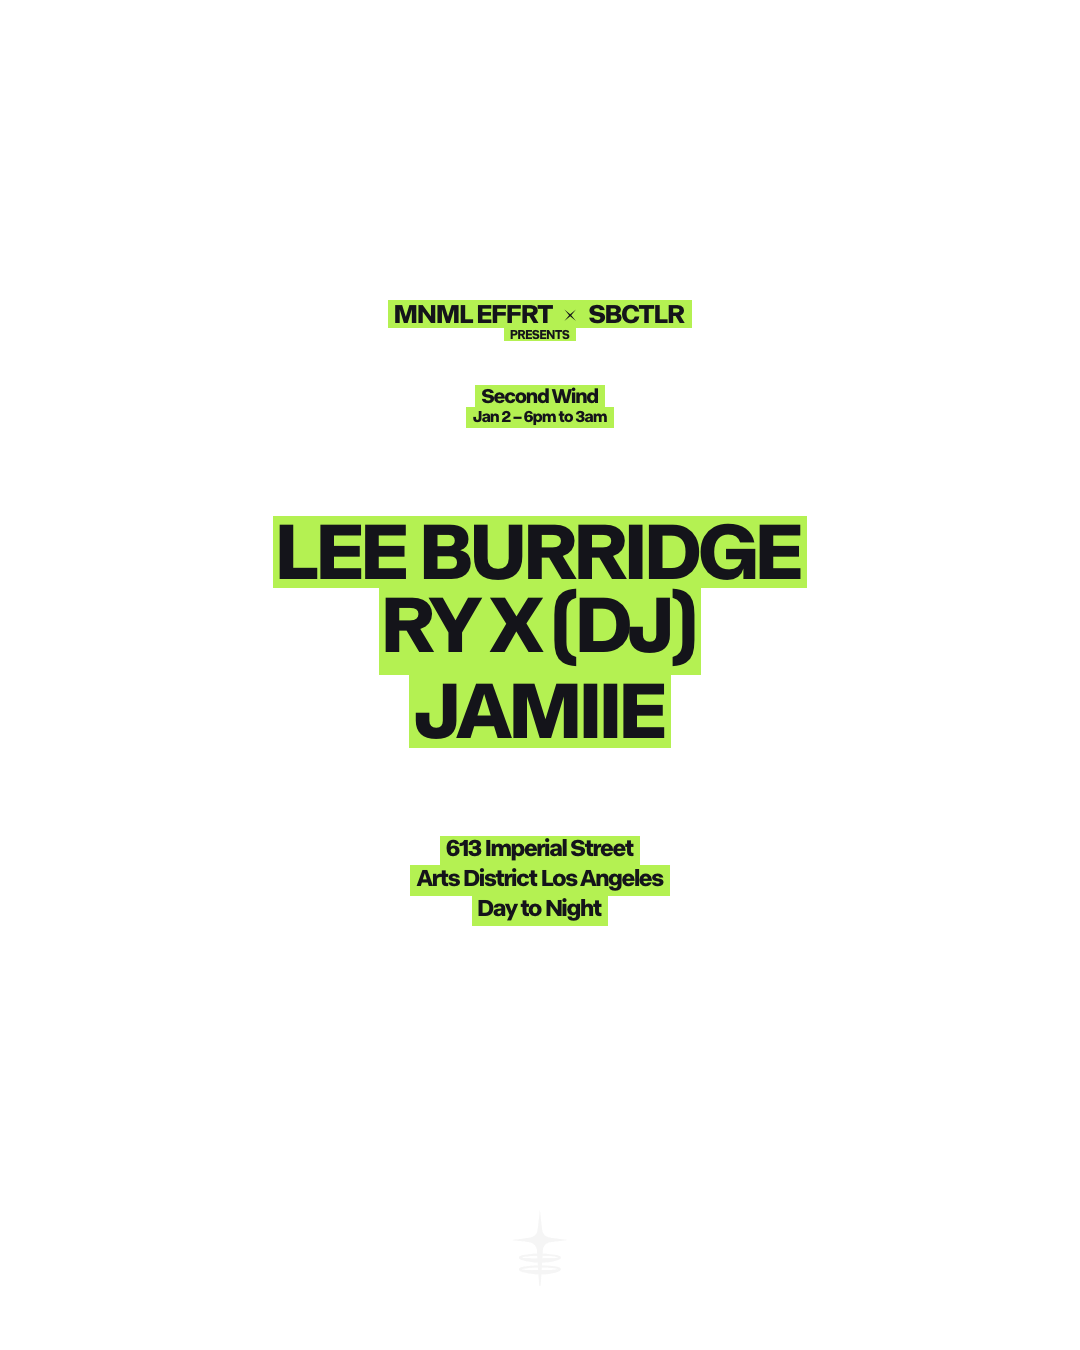 MNML EFFRT × SBCTLR
PRESENTS
Second Wind
Jan 2 – 6pm to 3am
LEE BURRIDGE
RY X (DJ)
JAMIIE
613 Imperial Street
Arts District Los Angeles
Day to Night